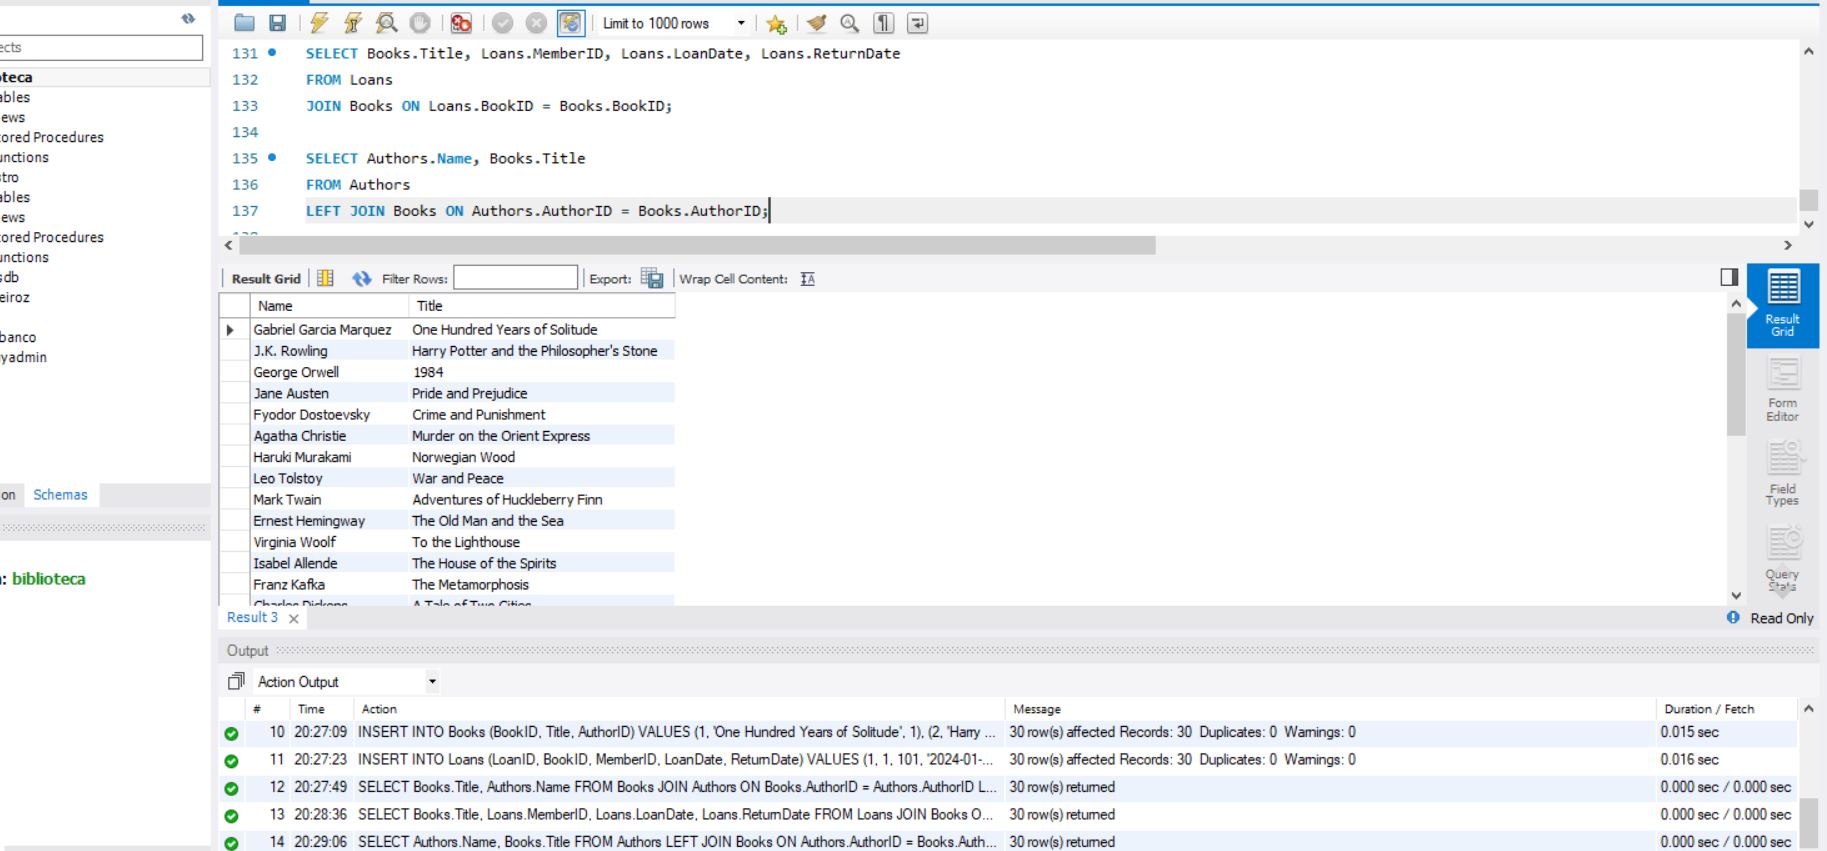 Limit to 1000 rows
ects
oteca
ables
ews
tored Procedures
unctions
stro
ables
ews
tored Procedures
unctions
sdb
eiroz
banco
yadmin
on Schemas
: biblioteca
131 SELECT Books.Title, Loans.MemberID, Loans.LoanDate, Loans.ReturnDate
132 FROM Loans
133 JOIN Books ON Loans.BookID = Books.BookID;
134
135 SELECT Authors.Name, Books.Title
136 FROM Authors
137 LEFT JOIN Books ON Authors.AuthorID = Books.AuthorID;
Result Grid Filter Rows: Export: Wrap Cell Content:
Name Title
Gabriel Garcia Marquez One Hundred Years of Solitude
J.K. Rowling Harry Potter and the Philosopher's Stone
George Orwell 1984
Jane Austen Pride and Prejudice
Fyodor Dostoevsky Crime and Punishment
Agatha Christie Murder on the Orient Express
Haruki Murakami Norwegian Wood
Leo Tolstoy War and Peace
Mark Twain Adventures of Huckleberry Finn
Ernest Hemingway The Old Man and the Sea
Virginia Woolf To the Lighthouse
Isabel Allende The House of the Spirits
Franz Kafka The Metamorphosis
Charles Dickens A Tale of Two Cities
Result
Grid
Form
Editor
Field
Types
Query
Stats
Result 3
Read Only
Output
Action Output
# Time Action Message Duration / Fetch
10 20:27:09 INSERT INTO Books (BookID, Title, AuthorID) VALUES (1, 'One Hundred Years of Solitude', 1), (2, 'Harry ... 30 row(s) affected Records: 30 Duplicates: 0 Warnings: 0 0.015 sec
11 20:27:23 INSERT INTO Loans (LoanID, BookID, MemberID, LoanDate, ReturnDate) VALUES (1, 1, 101, '2024-01-... 30 row(s) affected Records: 30 Duplicates: 0 Warnings: 0 0.016 sec
12 20:27:49 SELECT Books.Title, Authors.Name FROM Books JOIN Authors ON Books.AuthorID = Authors.AuthorID L... 30 row(s) returned 0.000 sec / 0.000 sec
13 20:28:36 SELECT Books.Title, Loans.MemberID, Loans.LoanDate, Loans.ReturnDate FROM Loans JOIN Books O... 30 row(s) returned 0.000 sec / 0.000 sec
14 20:29:06 SELECT Authors.Name, Books.Title FROM Authors LEFT JOIN Books ON Authors.AuthorID = Books.Auth... 30 row(s) returned 0.000 sec / 0.000 sec